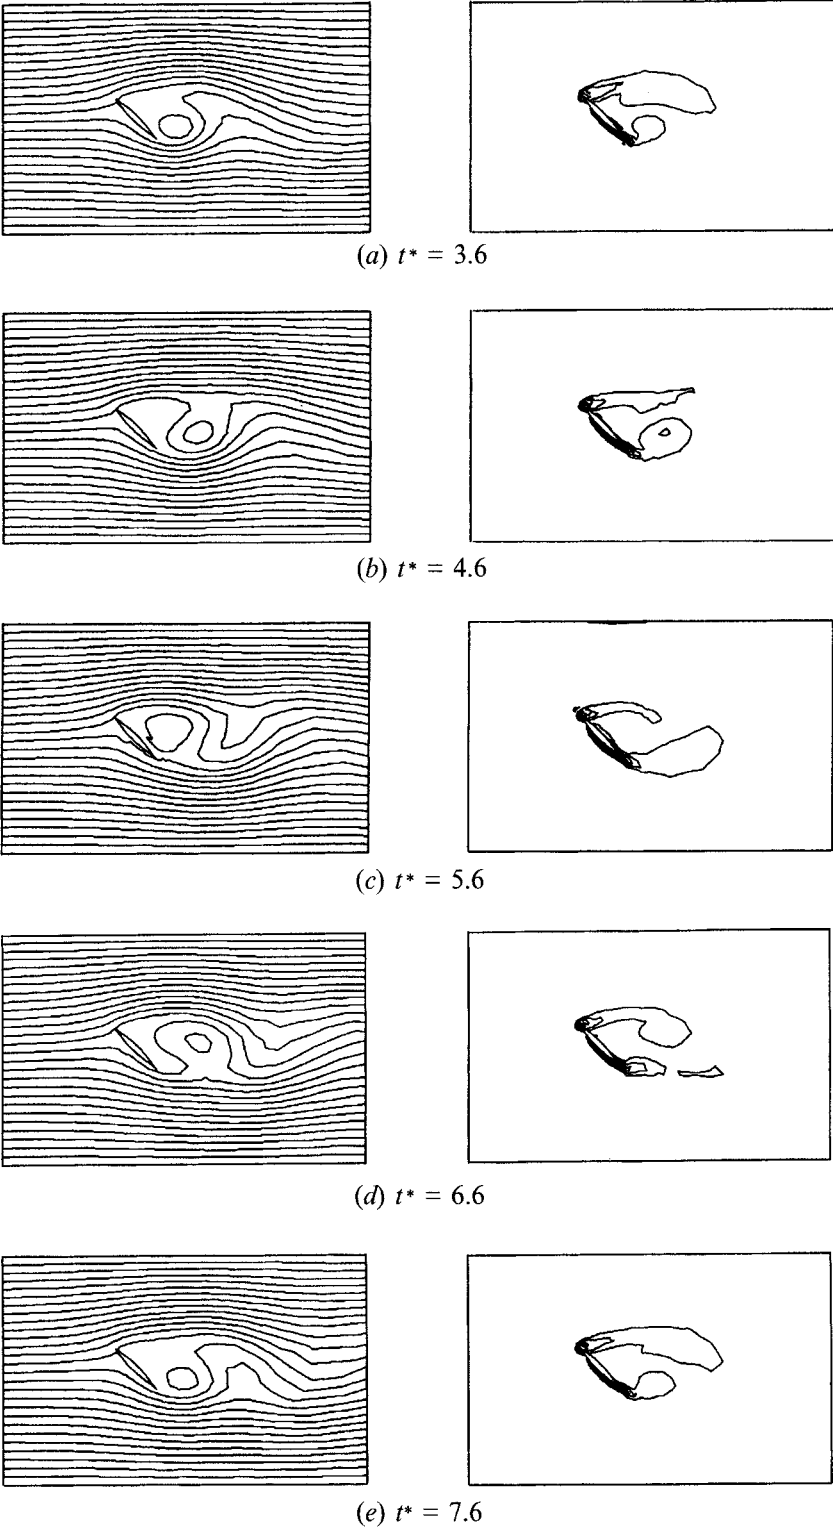 (a) t* = 3.6
(b) t* = 4.6
(c) t* = 5.6
(d) t* = 6.6
(e) t* = 7.6